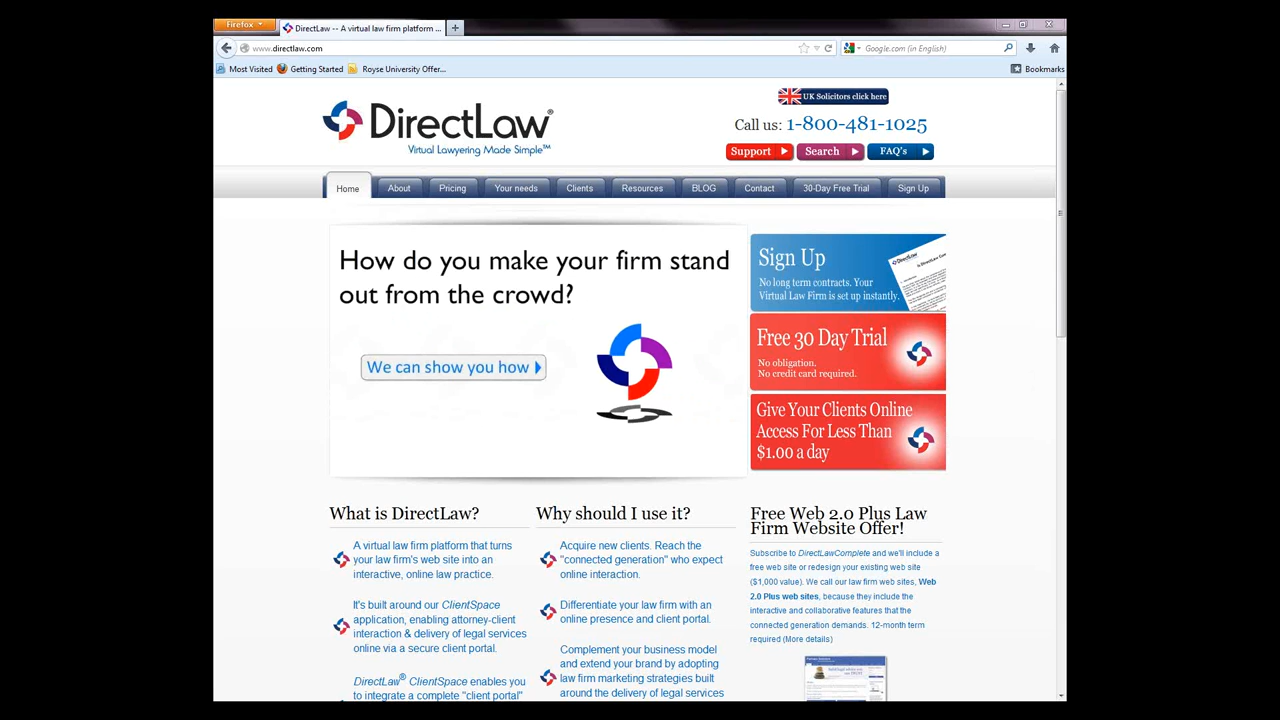 Firefox
DirectLaw -- A virtual law firm platform ...
www.directlaw.com
Google.com (in English)
Most Visited
Getting Started
Royse University Offer...
Bookmarks
UK Solicitors click here
DirectLaw®
Virtual Lawyering Made Simple™
Call us: 1-800-481-1025
Support
Search
FAQ's
Home
About
Pricing
Your needs
Clients
Resources
BLOG
Contact
30-Day Free Trial
Sign Up
How do you make your firm stand
out from the crowd?
We can show you how
Sign Up
No long term contracts. Your
Virtual Law Firm is set up instantly.
DirectLaw
Free 30 Day Trial
No obligation.
No credit card required.
Give Your Clients Online
Access For Less Than
$1.00 a day
What is DirectLaw?
A virtual law firm platform that turns
your law firm's web site into an
interactive, online law practice.
It's built around our ClientSpace
application, enabling attorney-client
interaction & delivery of legal services
online via a secure client portal.
DirectLaw® ClientSpace enables you
to integrate a complete "client portal"
Why should I use it?
Acquire new clients. Reach the
"connected generation" who expect
online interaction.
Differentiate your law firm with an
online presence and client portal.
Complement your business model
and extend your brand by adopting
law firm marketing strategies built
around the delivery of legal services
Free Web 2.0 Plus Law
Firm Website Offer!
Subscribe to DirectLawComplete and we'll include a
free web site or redesign your existing web site
($1,000 value). We call our law firm web sites, Web
2.0 Plus web sites, because they include the
interactive and collaborative features that the
connected generation demands. 12-month term
required (More details)